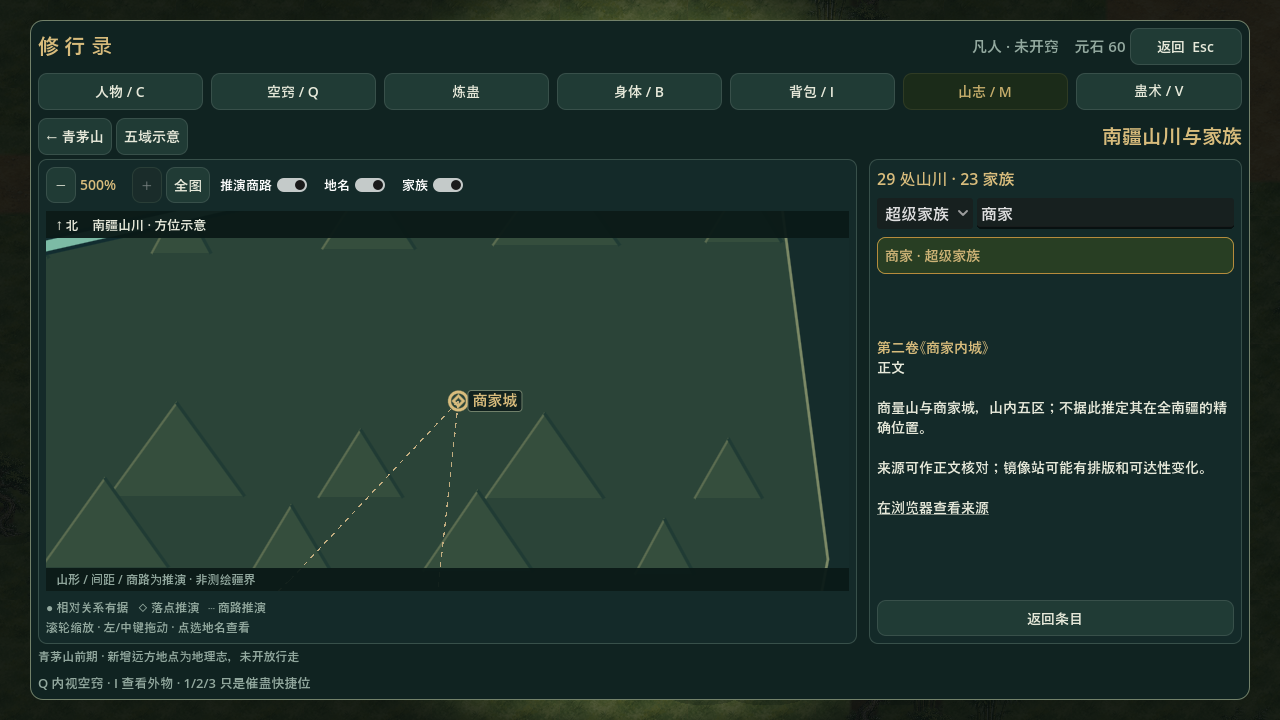 修行录
凡人 · 未开窍 元石 60 返回 Esc
人物 / C 空窍 / Q 炼蛊 身体 / B 背包 / I 山志 / M 蛊术 / V
← 青茅山 五域示意 南疆山川与家族
− 500% + 全图 推演商路 地名 家族
↑ 北 南疆山川 · 方位示意
商家城
山形 / 间距 / 商路为推演 · 非测绘疆界
● 相对关系有据 ◇ 落点推演 ┄ 商路推演
滚轮缩放 · 左/中键拖动 · 点选地名查看
29 处山川 · 23 家族
超级家族 商家
商家 · 超级家族
第二卷《商家内城》
正文
商量山与商家城，山内五区；不据此推定其在全南疆的精
确位置。
来源可作正文核对；镜像站可能有排版和可达性变化。
在浏览器查看来源
返回条目
青茅山前期 · 新增远方地点为地理志，未开放行走
Q 内视空窍 · I 查看外物 · 1/2/3 只是催蛊快捷位